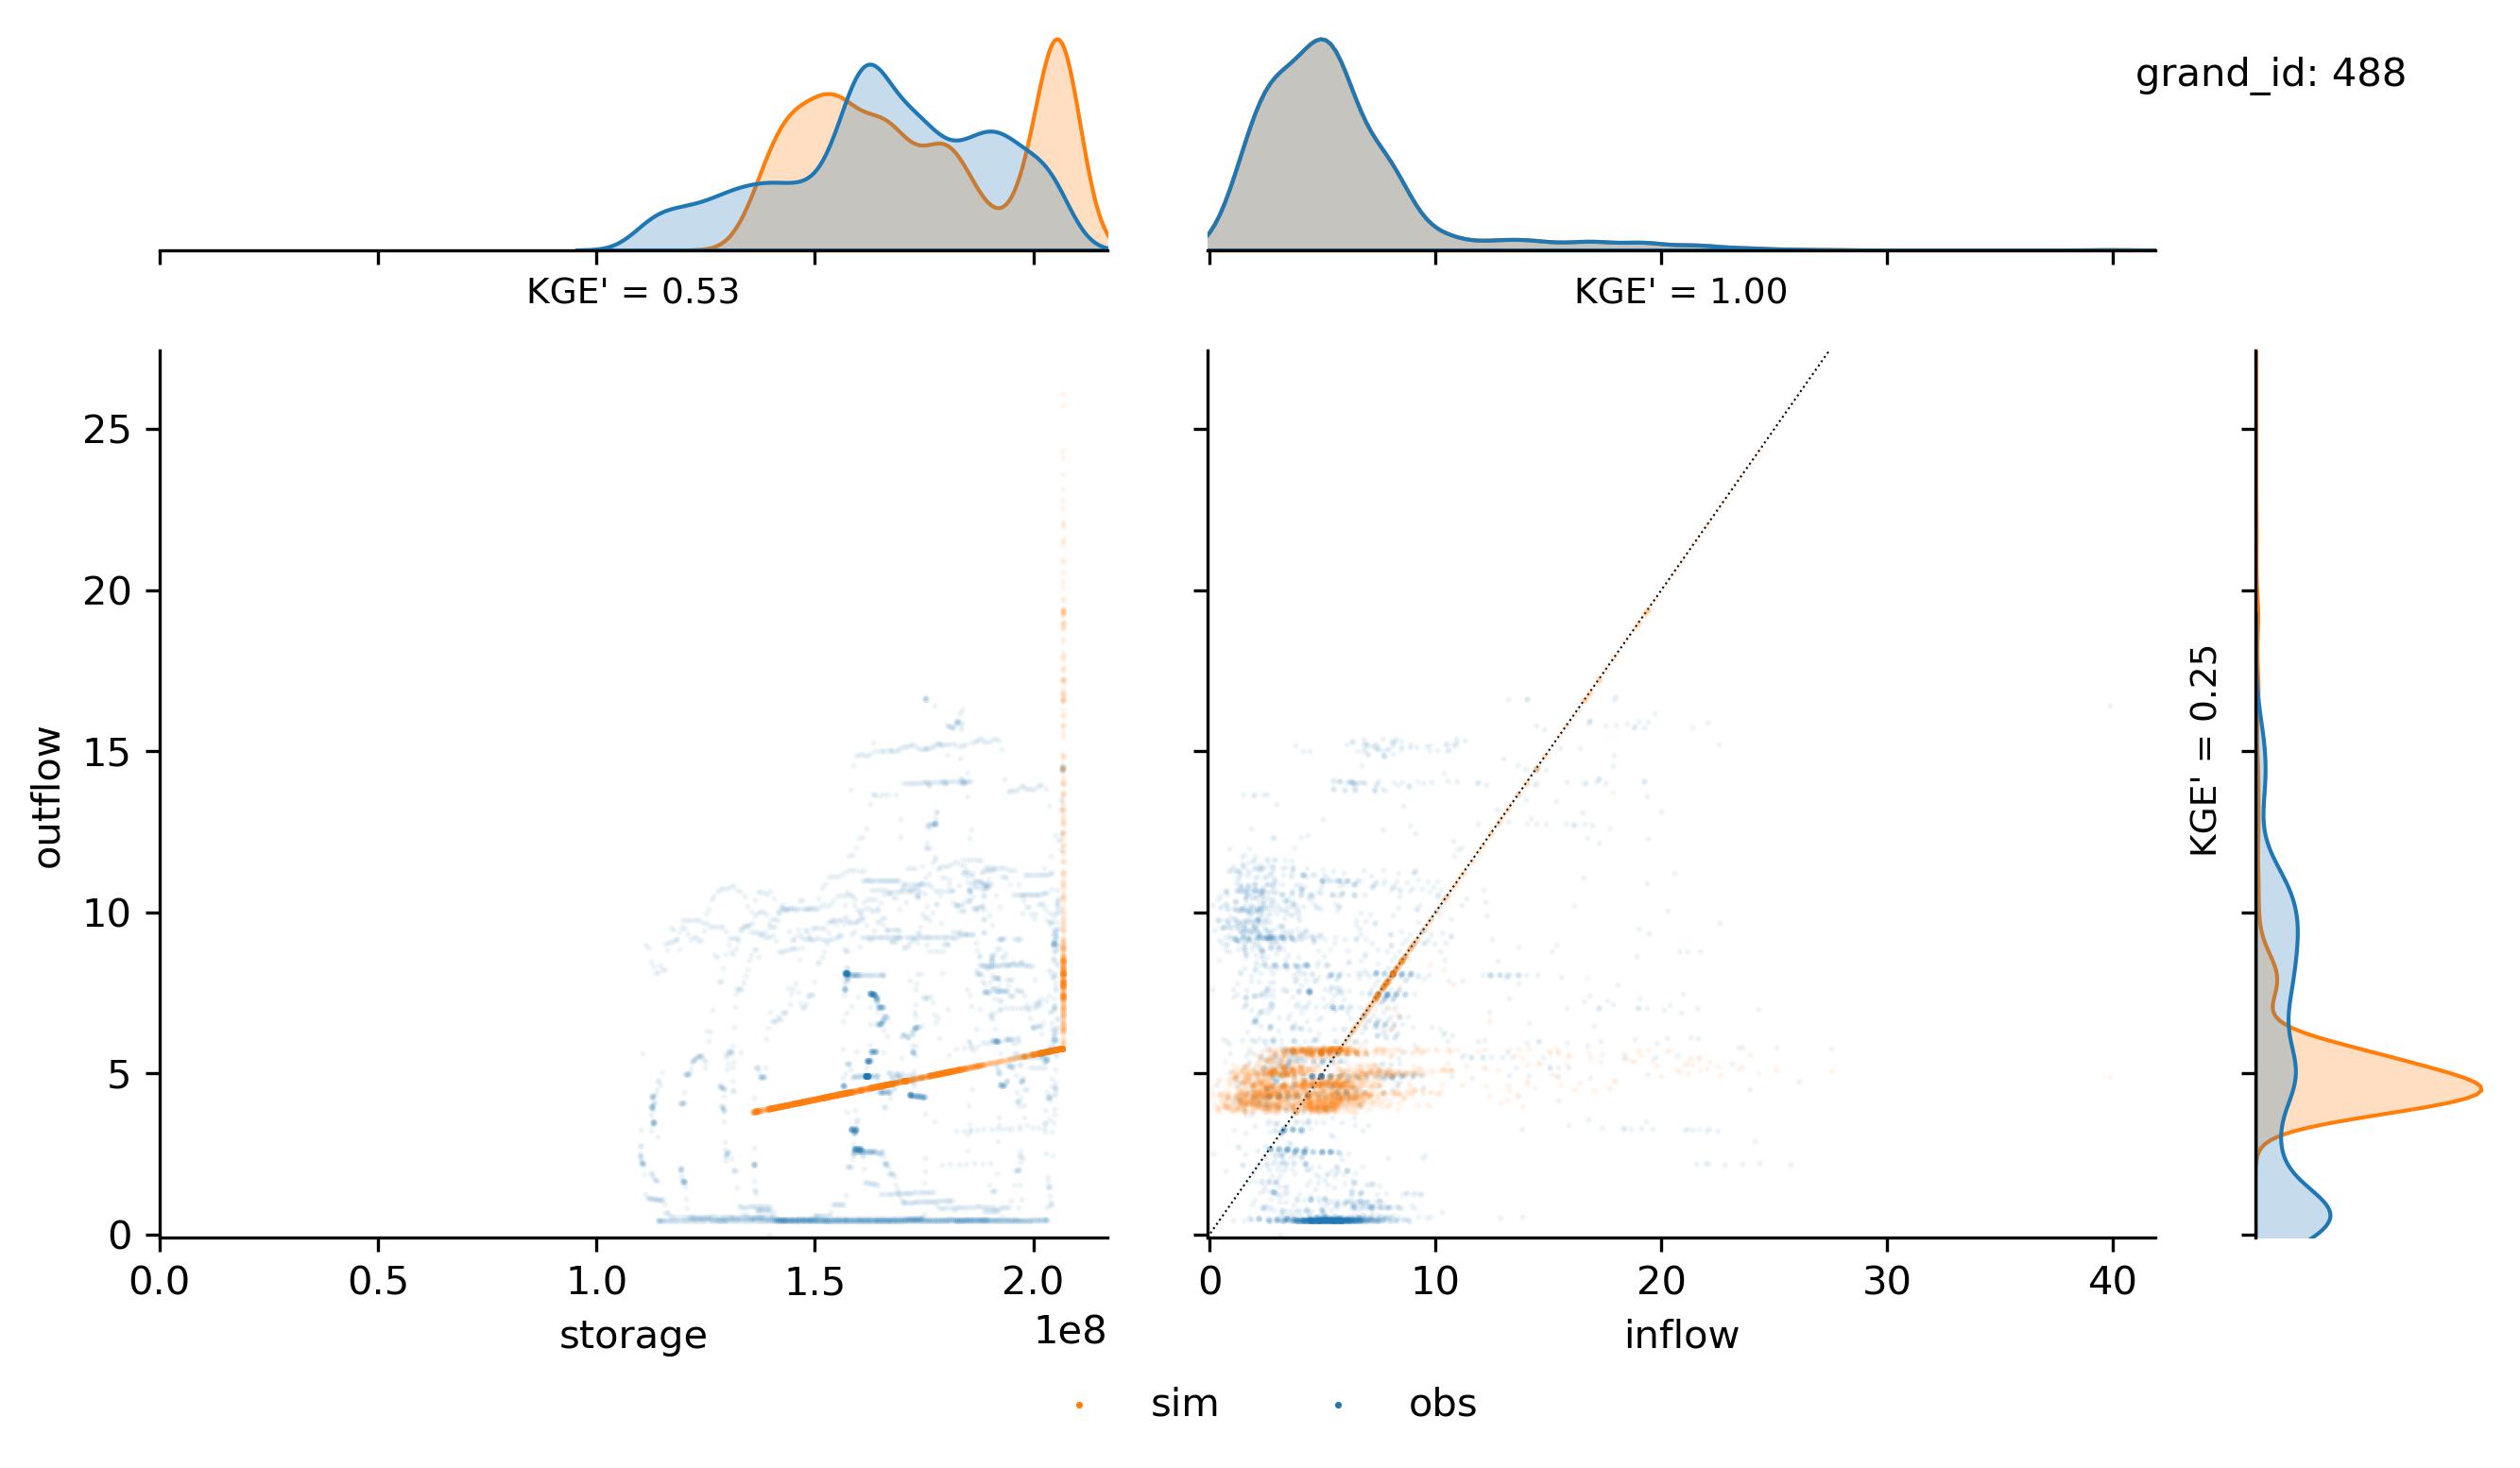 grand_id: 488
KGE' = 0.53
KGE' = 1.00
outflow
25
20
15
10
5
0
KGE' = 0.25
0.0 0.5 1.0 1.5 2.0
1e8
storage
0 10 20 30 40
inflow
sim obs